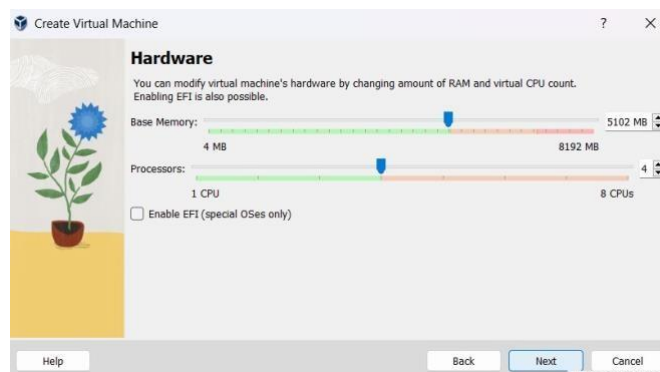 Create Virtual Machine
Hardware
You can modify virtual machine's hardware by changing amount of RAM and virtual CPU count.
Enabling EFI is also possible.
Base Memory: 5102 MB
4 MB 8192 MB
Processors: 4
1 CPU 8 CPUs
Enable EFI (special OSes only)
Help Back Next Cancel